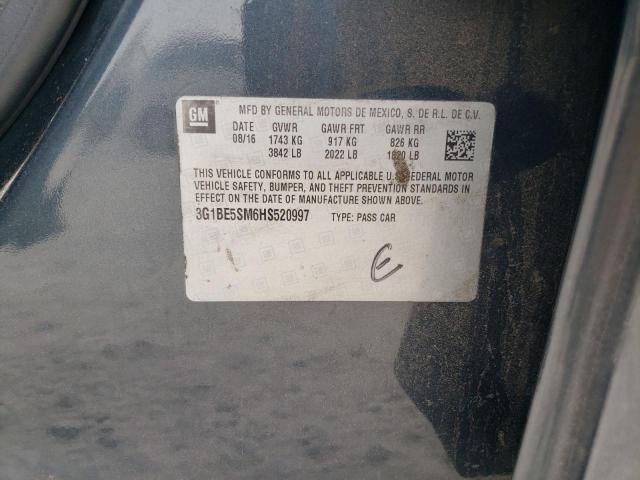 GM
MFD BY GENERAL MOTORS DE MEXICO, S. DE R.L. DE C.V.
DATE GVWR GAWR FRT GAWR RR
08/16 1743 KG 917 KG 826 KG
3842 LB 2022 LB 1820 LB
THIS VEHICLE CONFORMS TO ALL APPLICABLE U.S. FEDERAL MOTOR
VEHICLE SAFETY, BUMPER, AND THEFT PREVENTION STANDARDS IN
EFFECT ON THE DATE OF MANUFACTURE SHOWN ABOVE.
3G1BE5SM6HS520997 TYPE: PASS CAR
E